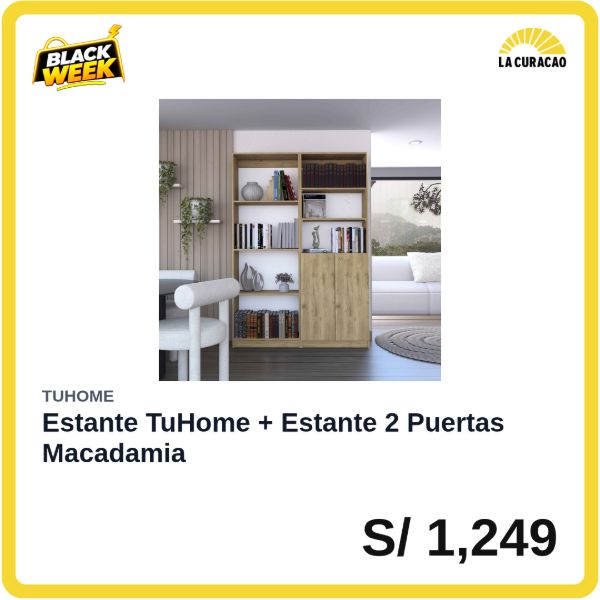 BLACK
WEEK
LA CURACAO
TUHOME
Estante TuHome + Estante 2 Puertas
Macadamia
S/ 1,249